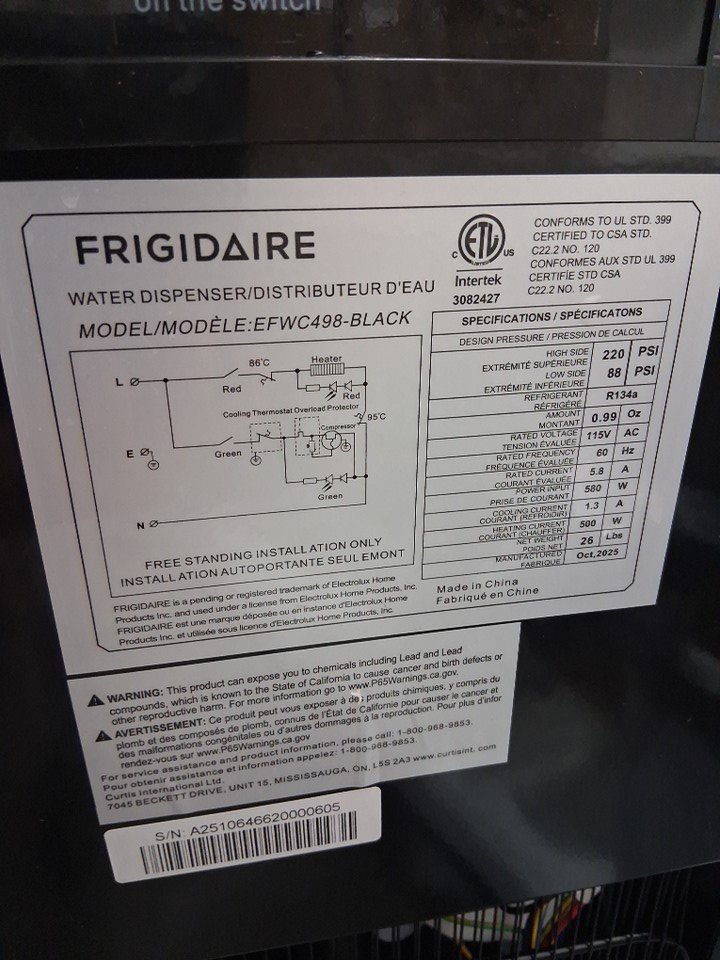 on the switch
FRIGIDAIRE
WATER DISPENSER/DISTRIBUTEUR D'EAU
MODEL/MODÈLE:EFWC498-BLACK
ETL LISTED
C US
Intertek
3082427
CONFORMS TO UL STD. 399
CERTIFIED TO CSA STD.
C22.2 NO. 120
CONFORMES AUX STD UL 399
CERTIFIE STD CSA
C22.2 NO. 120
L
86℃
Heater
Red
Red
95℃
Cooling Thermostat Overload Protector
Compressor
E
Green
Green
N
FREE STANDING INSTALLATION ONLY
INSTALLATION AUTOPORTANTE SEULEMONT
SPECIFICATIONS / SPÉCIFICATONS
DESIGN PRESSURE / PRESSION DE CALCUL
HIGH SIDE
EXTRÉMITÉ SUPÉRIEURE
220 PSI
LOW SIDE
EXTRÉMITÉ INFÉRIEURE
88 PSI
REFRIGERANT
RÉFRIGÉRÉ
R134a
AMOUNT
MONTANT
0.99 Oz
RATED VOLTAGE
TENSION ÉVALUÉE
115V AC
RATED FREQUENCY
FRÉQUENCE ÉVALUÉE
60 Hz
RATED CURRENT
COURANT ÉVALUÉE
5.8 A
POWER INPUT
PRISE DE COURANT
580 W
COOLING CURRENT
COURANT (REFROIDIR)
1.3 A
HEATING CURRENT
COURANT (CHAUFFER)
500 W
NET WEIGHT
POIDS NET
26 Lbs
MANUFACTURED
FABRIQUÉ
Oct,2025
FRIGIDAIRE is a pending or registered trademark of Electrolux Home
Products Inc. and used under a license from Electrolux Home Products, Inc.
FRIGIDAIRE est une marque déposée ou en instance d'Electrolux Home
Products Inc. et utilisée sous licence d'Electrolux Home Products, Inc.
Made in China
Fabriqué en Chine
WARNING: This product can expose you to chemicals including Lead and Lead
compounds, which is known to the State of California to cause cancer and birth defects or
other reproductive harm. For more information go to www.P65Warnings.ca.gov.
AVERTISSEMENT: Ce produit peut vous exposer à des produits chimiques, y compris du
plomb et des composés de plomb, connus de l'État de Californie pour causer le cancer et
des malformations congénitales ou d'autres dommages à la reproduction. Pour plus d'infor
rendez-vous sur www.P65Warnings.ca.gov
For service assistance and product information, please call: 1-800-968-9853.
Pour obtenir assistance et information appelez: 1-800-968-9853.
Curtis International Ltd.
7045 BECKETT DRIVE, UNIT 15, MISSISSAUGA, ON, L5S 2A3 www.curtisint.com
S/N: A2510646620000605